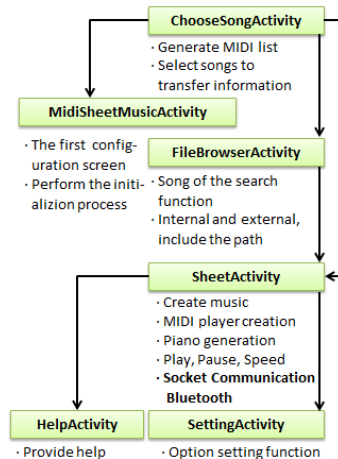 ChooseSongActivity
· Generate MIDI list
· Select songs to
transfer information
MidiSheetMusicActivity
· The first config-
uration screen
· Perform the initi-
alizion process
FileBrowserActivity
· Song of the search
function
· Internal and external,
include the path
SheetActivity
· Create music
· MIDI player creation
· Piano generation
· Play, Pause, Speed
· Socket Communication
Bluetooth
HelpActivity
· Provide help
SettingActivity
· Option setting function